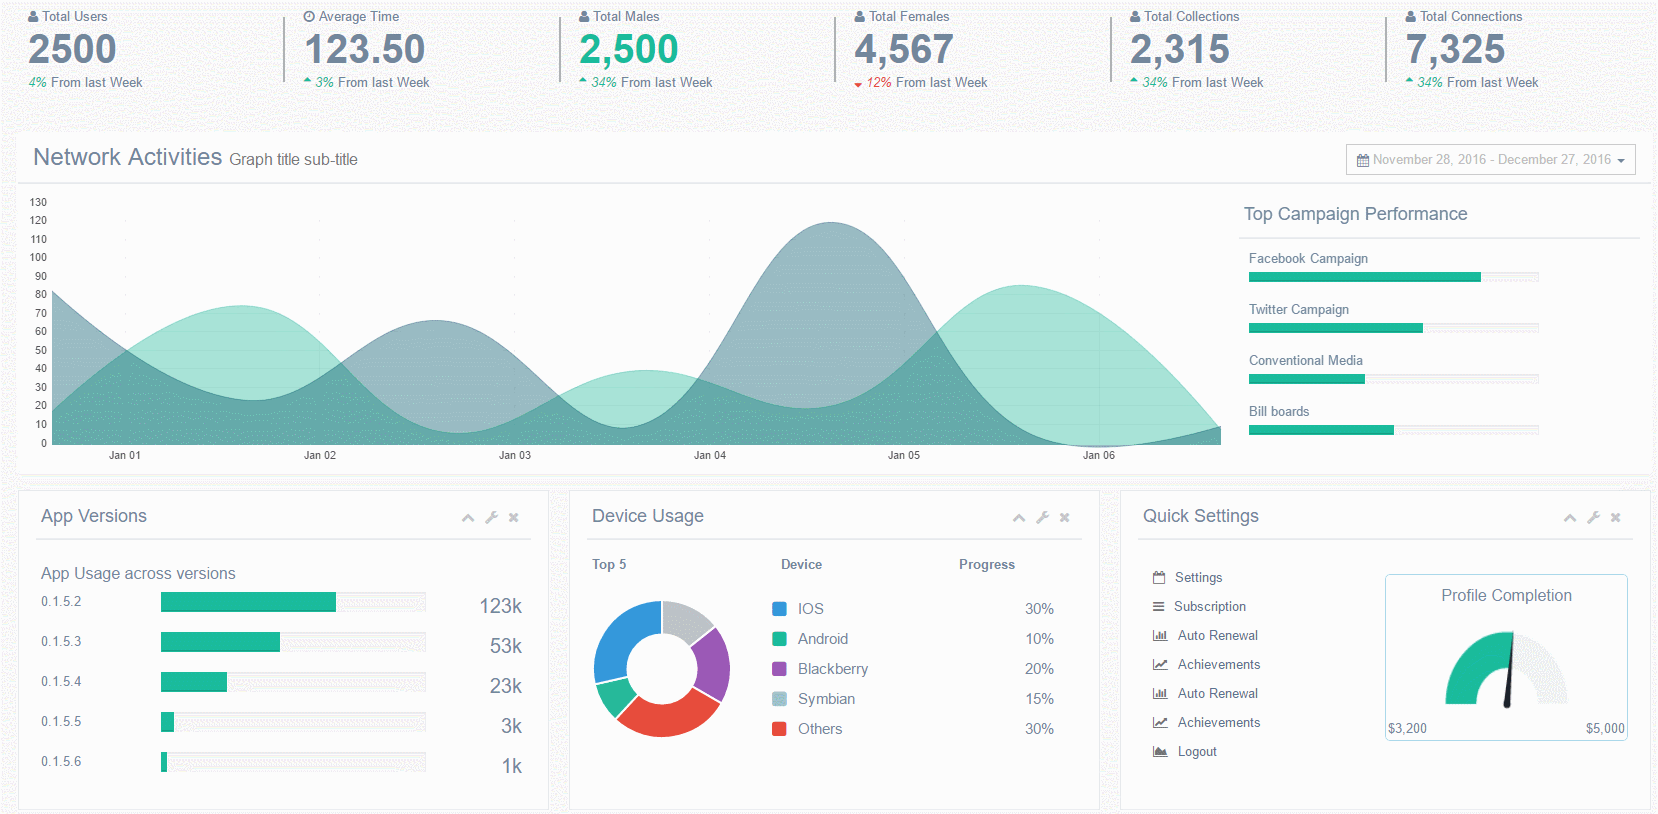 Total Users
2500
4% From last Week
Average Time
123.50
3% From last Week
Total Males
2,500
34% From last Week
Total Females
4,567
12% From last Week
Total Collections
2,315
34% From last Week
Total Connections
7,325
34% From last Week
Network Activities Graph title sub-title
November 28, 2016 - December 27, 2016
130
120
110
100
90
80
70
60
50
40
30
20
10
0
Jan 01
Jan 02
Jan 03
Jan 04
Jan 05
Jan 06
Top Campaign Performance
Facebook Campaign
Twitter Campaign
Conventional Media
Bill boards
App Versions
App Usage across versions
0.1.5.2 123k
0.1.5.3 53k
0.1.5.4 23k
0.1.5.5 3k
0.1.5.6 1k
Device Usage
Top 5 Device Progress
IOS 30%
Android 10%
Blackberry 20%
Symbian 15%
Others 30%
Quick Settings
Settings
Subscription
Auto Renewal
Achievements
Auto Renewal
Achievements
Logout
Profile Completion
$3,200 $5,000